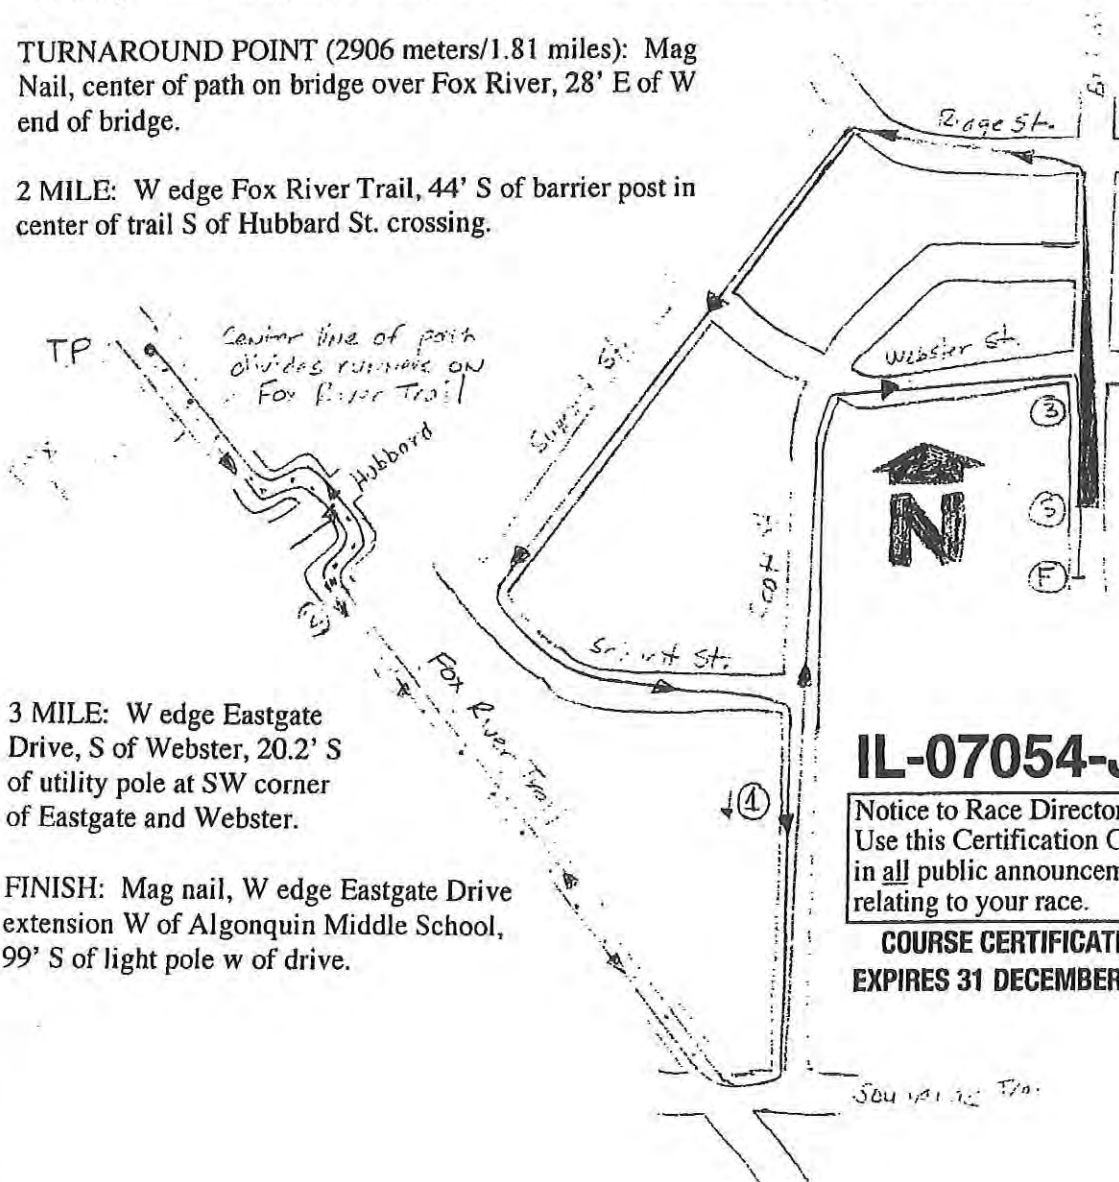 TURNAROUND POINT (2906 meters/1.81 miles): Mag
Nail, center of path on bridge over Fox River, 28' E of W
end of bridge.
2 MILE: W edge Fox River Trail, 44' S of barrier post in
center of trail S of Hubbard St. crossing.
Ridge St.
TP
Center line of path
divides runners on
Fox River Trail
Hubbard
Webster St.
3
N
S
F
Scott St.
St.
Fox River Trail
3 MILE: W edge Eastgate
Drive, S of Webster, 20.2' S
of utility pole at SW corner
of Eastgate and Webster.
1
FINISH: Mag nail, W edge Eastgate Drive
extension W of Algonquin Middle School,
99' S of light pole w of drive.
IL-07054-J
Notice to Race Director
Use this Certification C
in all public announcem
relating to your race.
COURSE CERTIFICATI
EXPIRES 31 DECEMBER